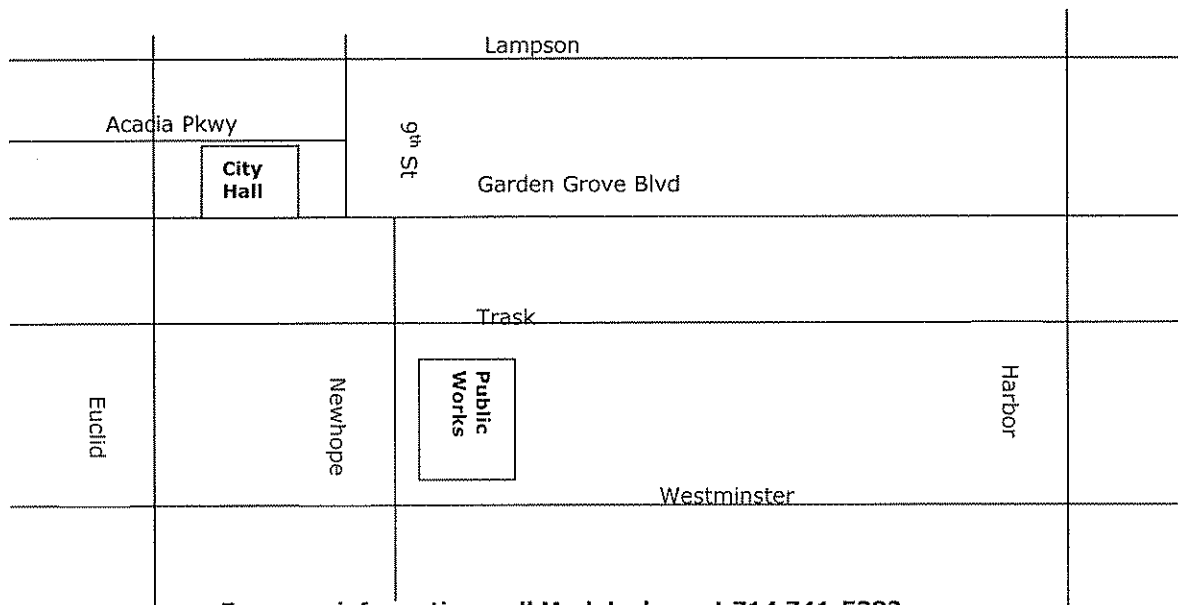 Lampson
Acadia Pkwy
9th St
City
Hall
Garden Grove Blvd
Trask
Public
Works
Euclid
Newhope
Harbor
Westminster